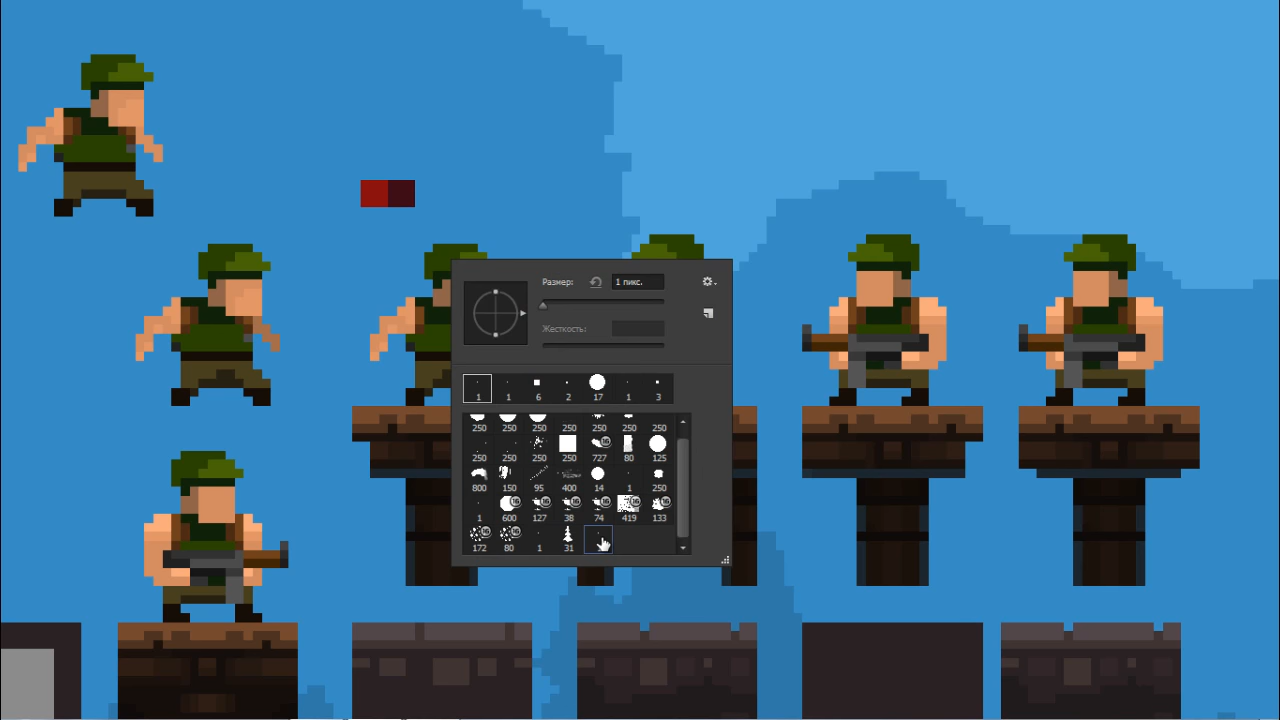 Размер: 1 пикс.
Жесткость:
1 1 6 2 17 1 3
250 250 250 250 250 250 250
250 250 250 250 727 80 125
800 150 95 400 14 1 250
1 600 127 38 74 419 133
172 80 1 31